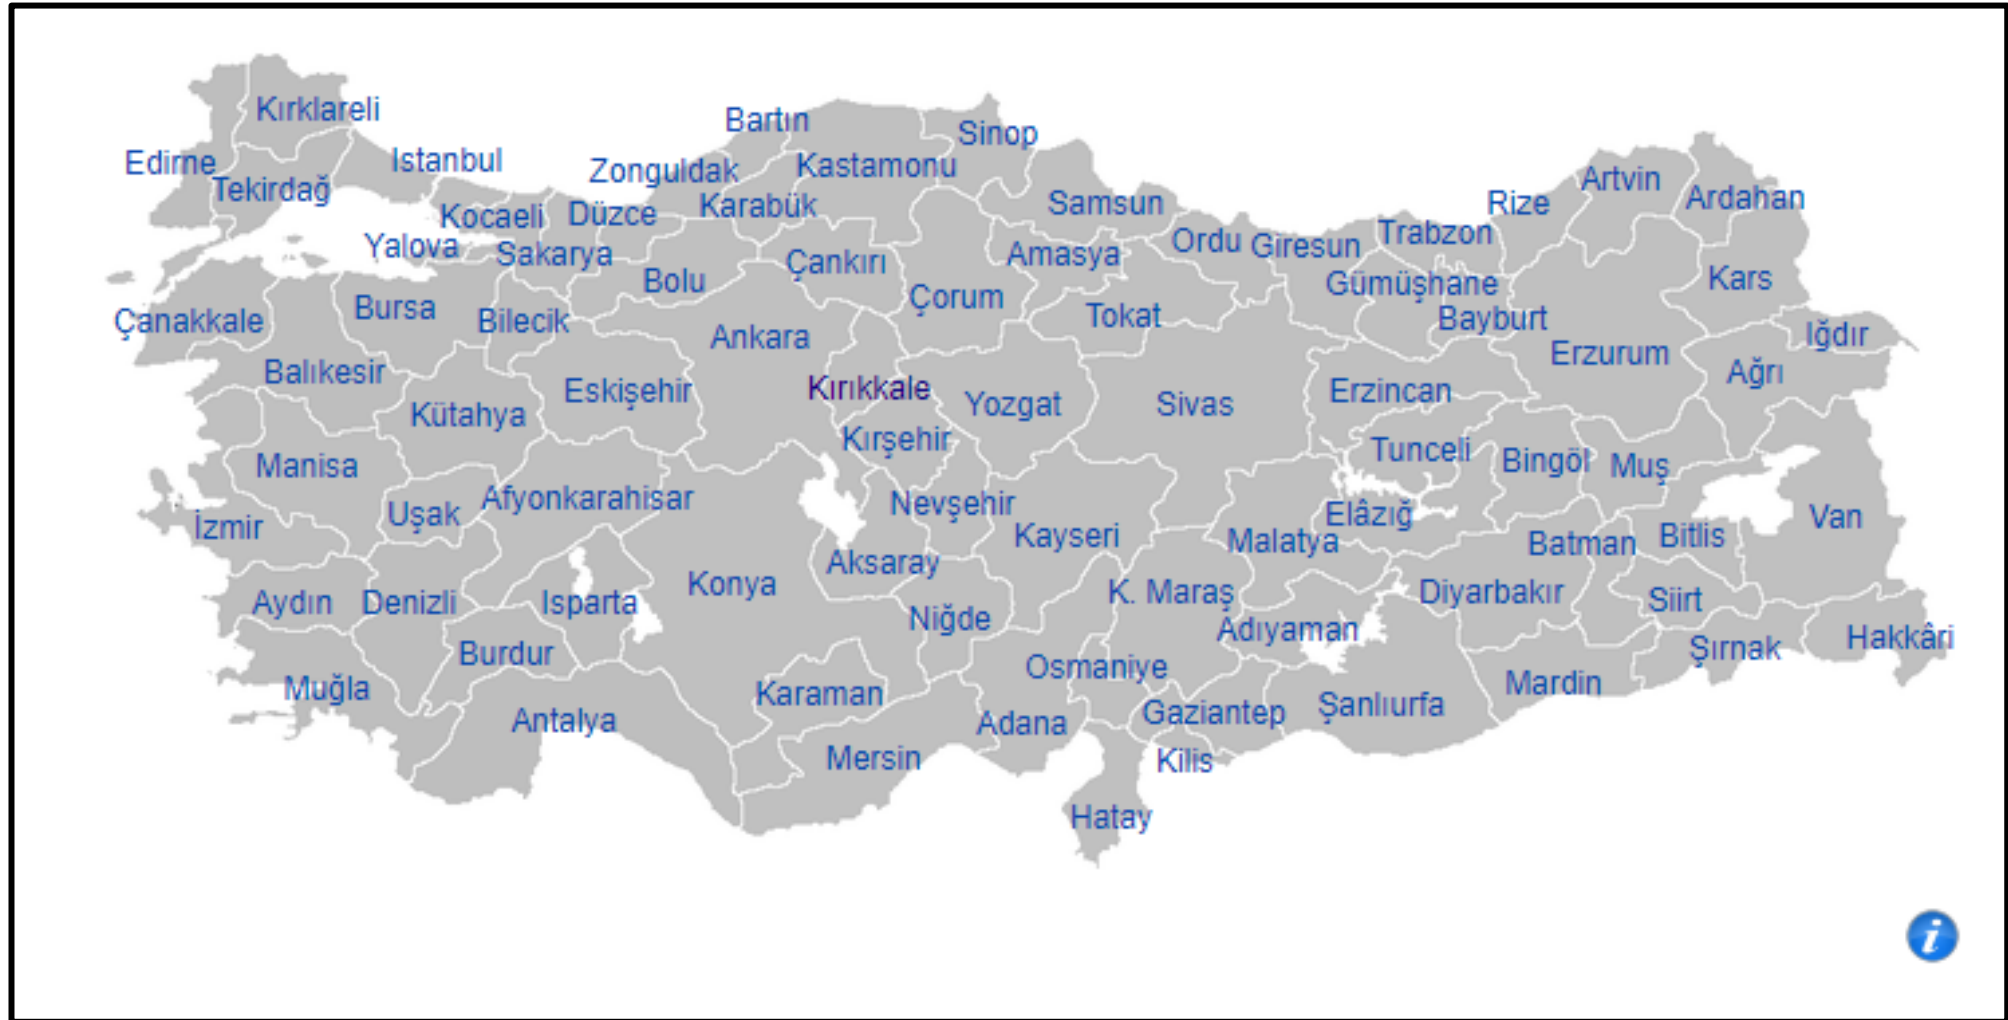 Kırklareli
Bartın
Sinop
Edirne
Istanbul
Zonguldak
Kastamonu
Artvin
Tekirdağ
Karabük
Samsun
Rize
Ardahan
Kocaeli
Düzce
Trabzon
Yalova
Sakarya
Amasya
Ordu
Giresun
Bolu
Çankırı
Gümüşhane
Kars
Çanakkale
Bursa
Bilecik
Çorum
Tokat
Bayburt
Iğdır
Ankara
Erzurum
Balıkesir
Eskişehir
Kırıkkale
Yozgat
Sivas
Erzincan
Ağrı
Kütahya
Kırşehir
Tunceli
Bingöl
Muş
Manisa
Uşak
Afyonkarahisar
Nevşehir
Elâzığ
Van
İzmir
Kayseri
Malatya
Batman
Bitlis
Aksaray
Konya
K. Maraş
Diyarbakır
Siirt
Aydın
Denizli
Isparta
Niğde
Adıyaman
Hakkâri
Burdur
Osmaniye
Şırnak
Muğla
Karaman
Mardin
Antalya
Adana
Gaziantep
Şanlıurfa
Mersin
Kilis
Hatay
i